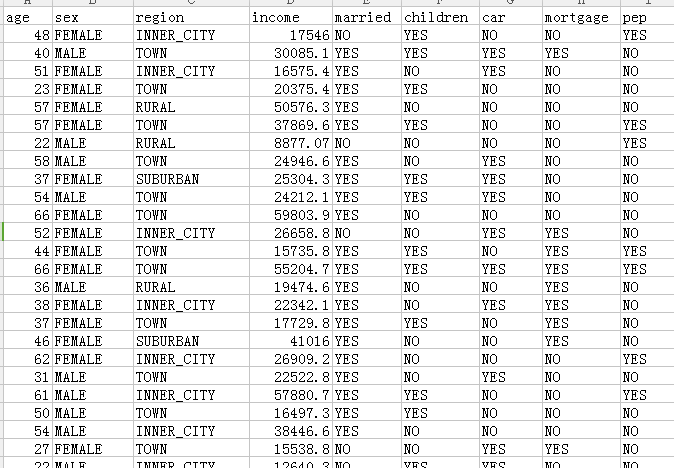 age sex region income married children car mortgage pep
48 FEMALE INNER_CITY 17546 NO YES NO NO YES
40 MALE TOWN 30085.1 YES YES YES YES NO
51 FEMALE INNER_CITY 16575.4 YES NO YES NO NO
23 FEMALE TOWN 20375.4 YES YES NO NO NO
57 FEMALE RURAL 50576.3 YES NO NO NO NO
57 FEMALE TOWN 37869.6 YES YES NO NO YES
22 MALE RURAL 8877.07 NO NO NO NO YES
58 MALE TOWN 24946.6 YES NO YES NO NO
37 FEMALE SUBURBAN 25304.3 YES YES YES NO NO
54 MALE TOWN 24212.1 YES YES YES NO NO
66 FEMALE TOWN 59803.9 YES NO NO NO NO
52 FEMALE INNER_CITY 26658.8 NO NO YES YES NO
44 FEMALE TOWN 15735.8 YES YES NO YES YES
66 FEMALE TOWN 55204.7 YES YES YES YES YES
36 MALE RURAL 19474.6 YES NO NO YES NO
38 FEMALE INNER_CITY 22342.1 YES NO YES YES NO
37 FEMALE TOWN 17729.8 YES YES NO YES NO
46 FEMALE SUBURBAN 41016 YES NO NO YES NO
62 FEMALE INNER_CITY 26909.2 YES NO NO NO YES
31 MALE TOWN 22522.8 YES NO YES NO NO
61 MALE INNER_CITY 57880.7 YES YES NO NO YES
50 MALE TOWN 16497.3 YES YES NO NO NO
54 MALE INNER_CITY 38446.6 YES NO NO NO NO
27 FEMALE TOWN 15538.8 NO NO YES YES NO